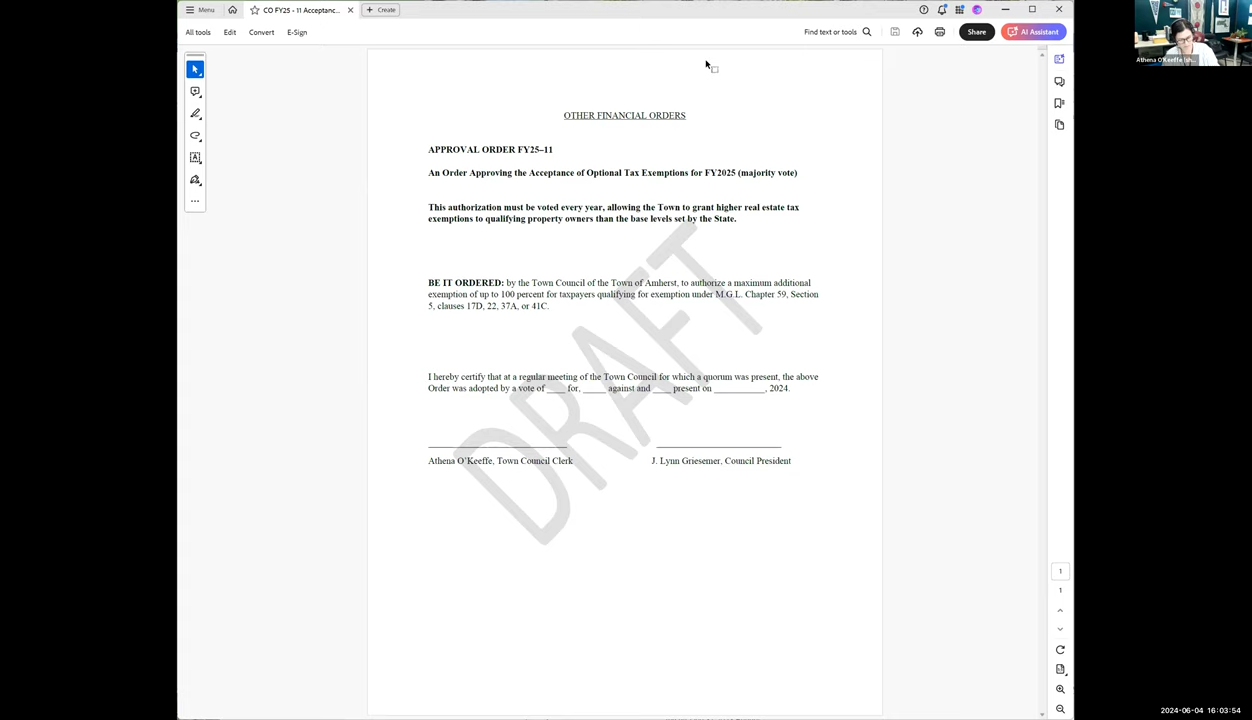 Menu
CO FY25 - 11 Acceptanc...
Create
All tools
Edit
Convert
E-Sign
Find text or tools
Share
AI Assistant
Athena O'Keeffe (sh...
OTHER FINANCIAL ORDERS
APPROVAL ORDER FY25–11
An Order Approving the Acceptance of Optional Tax Exemptions for FY2025 (majority vote)
This authorization must be voted every year, allowing the Town to grant higher real estate tax
exemptions to qualifying property owners than the base levels set by the State.
BE IT ORDERED: by the Town Council of the Town of Amherst, to authorize a maximum additional
exemption of up to 100 percent for taxpayers qualifying for exemption under M.G.L. Chapter 59, Section
5, clauses 17D, 22, 37A, or 41C.
I hereby certify that at a regular meeting of the Town Council for which a quorum was present, the above
Order was adopted by a vote of ____ for, _____ against and ____ present on ___________, 2024.
Athena O'Keeffe, Town Council Clerk
J. Lynn Griesemer, Council President
DRAFT
1
1
2024-06-04 16:03:54